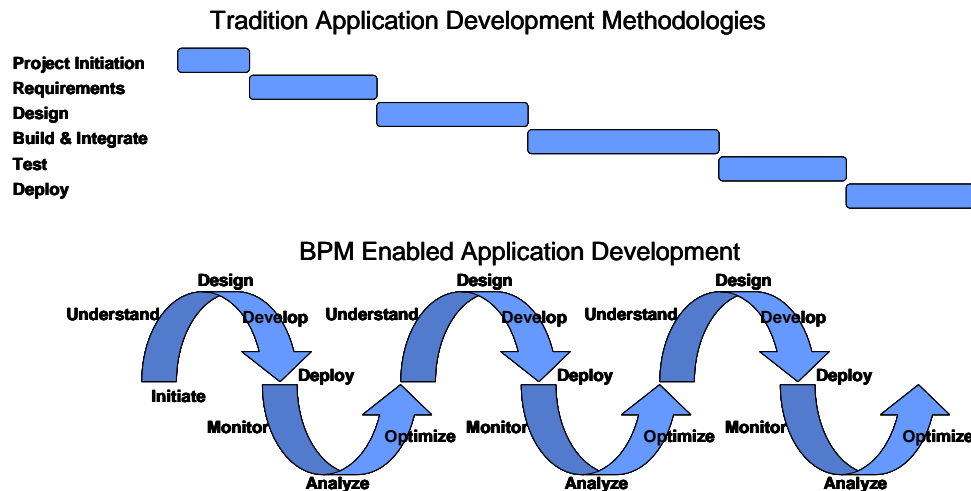 Tradition Application Development Methodologies
Project Initiation
Requirements
Design
Build & Integrate
Test
Deploy
BPM Enabled Application Development
Design
Design
Design
Understand
Develop
Understand
Develop
Understand
Develop
Deploy
Deploy
Deploy
Initiate
Monitor
Optimize
Monitor
Optimize
Monitor
Optimize
Analyze
Analyze
Analyze